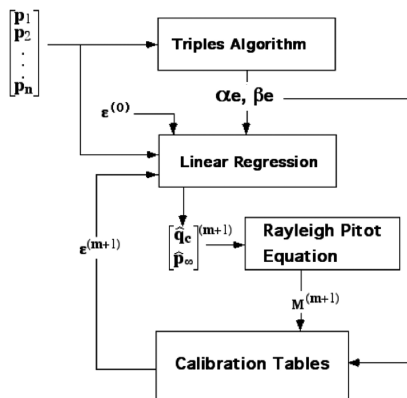 p1
p2
.
.
.
pn
Triples Algorithm
αe, βe
ε(0)
Linear Regression
ε(m+1)
q̂c (m+1)
p̂∞
Rayleigh Pitot
Equation
M(m+1)
Calibration Tables